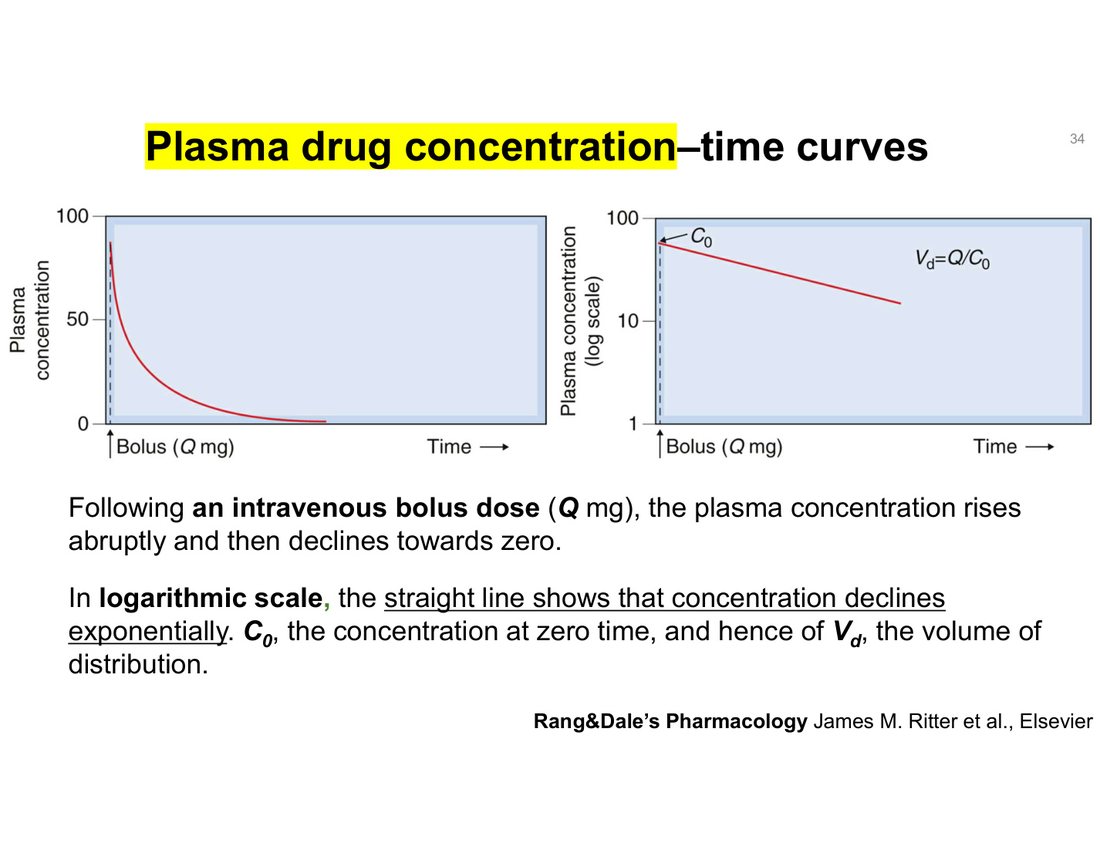 Plasma drug concentration–time curves
34
100
50
0
Plasma
concentration
Bolus (Q mg)
Time
100
10
1
Plasma concentration
(log scale)
C0
Vd=Q/C0
Bolus (Q mg)
Time
Following an intravenous bolus dose (Q mg), the plasma concentration rises
abruptly and then declines towards zero.
In logarithmic scale, the straight line shows that concentration declines
exponentially. C0, the concentration at zero time, and hence of Vd, the volume of
distribution.
Rang&Dale’s Pharmacology James M. Ritter et al., Elsevier